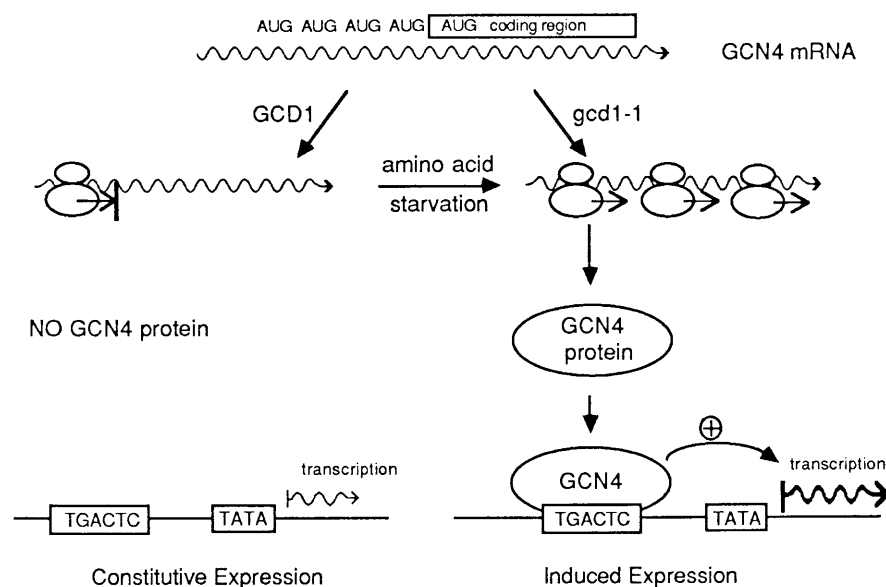 AUG AUG AUG AUG AUG coding region
GCN4 mRNA
GCD1
gcd1-1
amino acid
starvation
NO GCN4 protein
GCN4
protein
transcription
TGACTC
TATA
Constitutive Expression
GCN4
+
transcription
TGACTC
TATA
Induced Expression